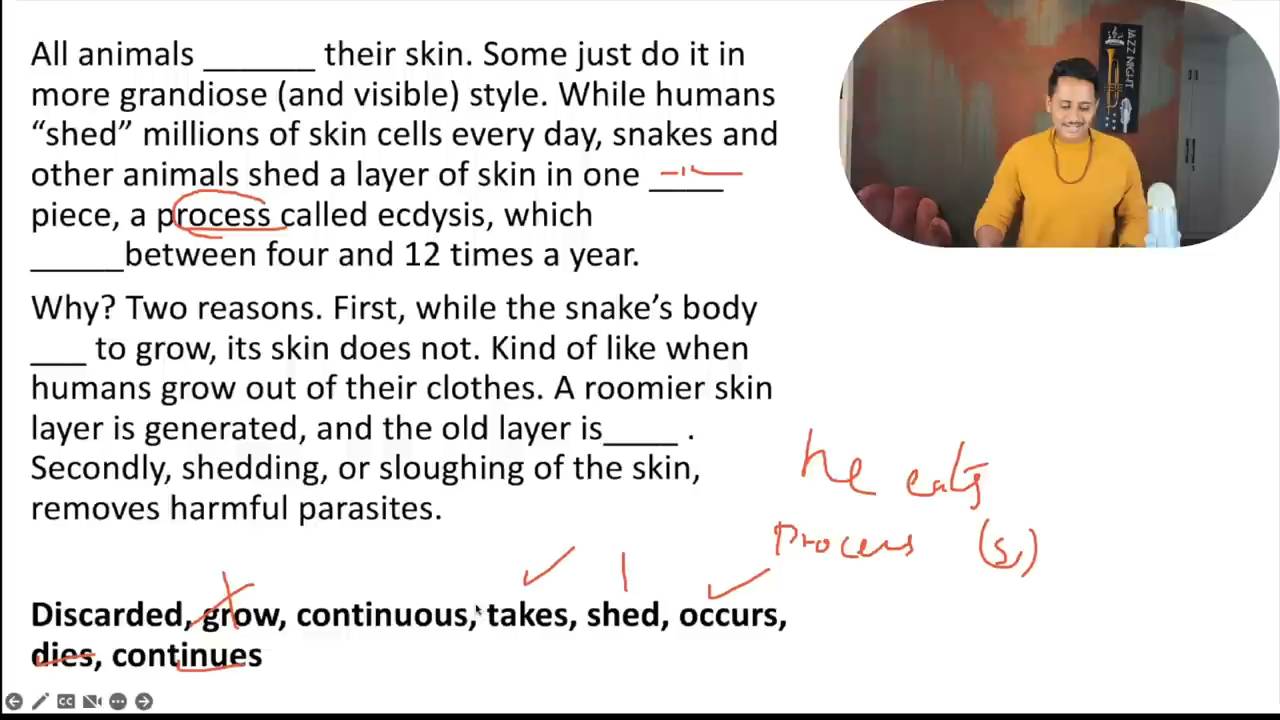 All animals _______ their skin. Some just do it in
more grandiose (and visible) style. While humans
“shed” millions of skin cells every day, snakes and
other animals shed a layer of skin in one _____
piece, a process called ecdysis, which
______between four and 12 times a year.
Why? Two reasons. First, while the snake’s body
____ to grow, its skin does not. Kind of like when
humans grow out of their clothes. A roomier skin
layer is generated, and the old layer is_____ .
Secondly, shedding, or sloughing of the skin,
removes harmful parasites.
Discarded, grow, continuous, takes, shed, occurs,
dies, continues
he eats
Process (s)
JAZZ NIGHT
CC